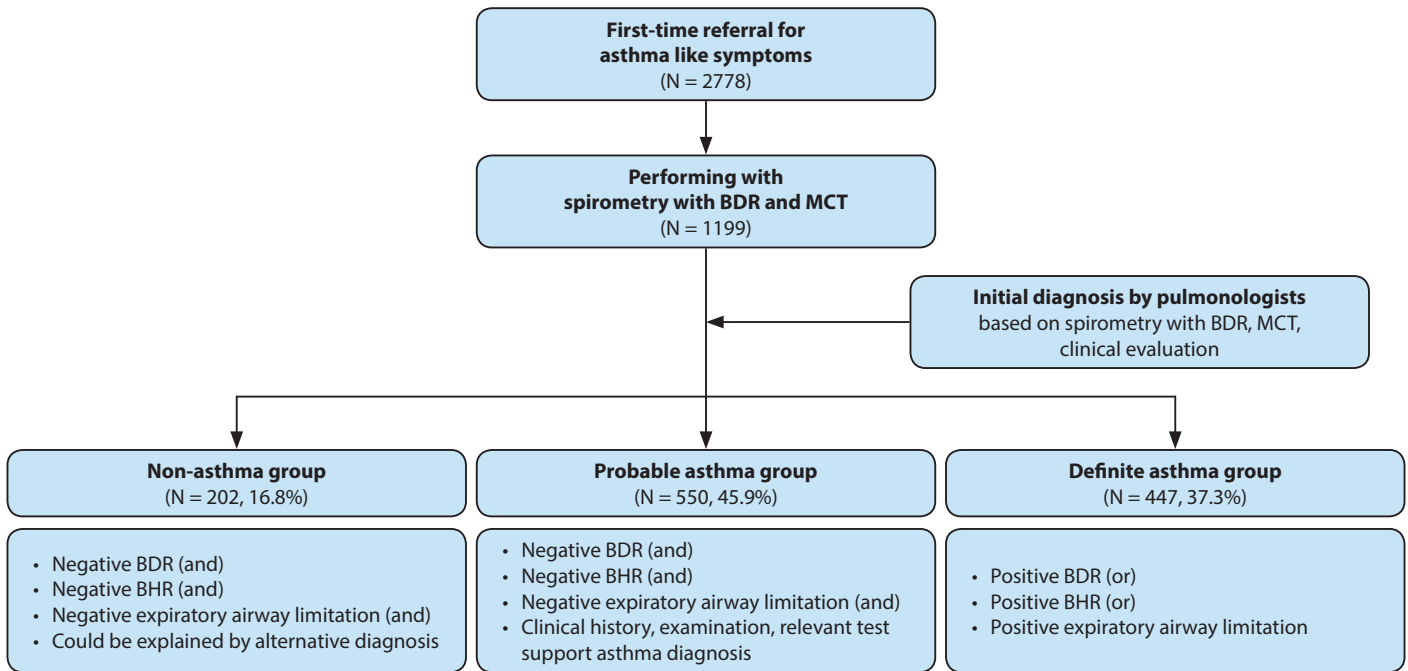 First-time referral for
asthma like symptoms
(N = 2778)
Performing with
spirometry with BDR and MCT
(N = 1199)
Initial diagnosis by pulmonologists
based on spirometry with BDR, MCT,
clinical evaluation
Non-asthma group
(N = 202, 16.8%)
• Negative BDR (and)
• Negative BHR (and)
• Negative expiratory airway limitation (and)
• Could be explained by alternative diagnosis
Probable asthma group
(N = 550, 45.9%)
• Negative BDR (and)
• Negative BHR (and)
• Negative expiratory airway limitation (and)
• Clinical history, examination, relevant test
support asthma diagnosis
Definite asthma group
(N = 447, 37.3%)
• Positive BDR (or)
• Positive BHR (or)
• Positive expiratory airway limitation